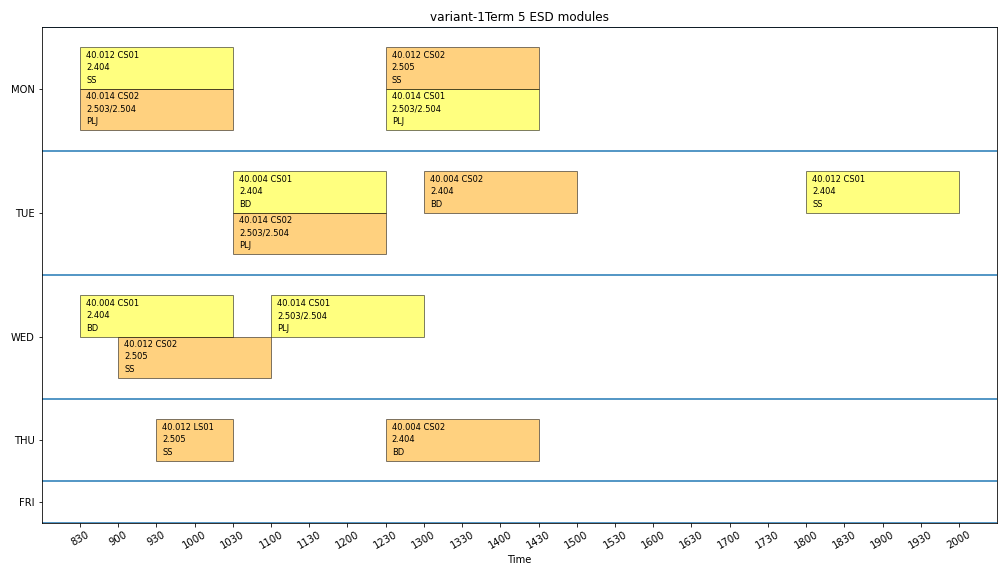 variant-1Term 5 ESD modules
MON
40.012 CS01
2.404
SS
40.014 CS02
2.503/2.504
PLJ
40.012 CS02
2.505
SS
40.014 CS01
2.503/2.504
PLJ
TUE
40.004 CS01
2.404
BD
40.014 CS02
2.503/2.504
PLJ
40.004 CS02
2.404
BD
40.012 CS01
2.404
SS
WED
40.004 CS01
2.404
BD
40.012 CS02
2.505
SS
40.014 CS01
2.503/2.504
PLJ
THU
40.012 LS01
2.505
SS
40.004 CS02
2.404
BD
FRI
830 900 930 1000 1030 1100 1130 1200 1230 1300 1330 1400 1430 1500 1600 1630 1700 1730 1800 1830 1900 1930 2000
Time